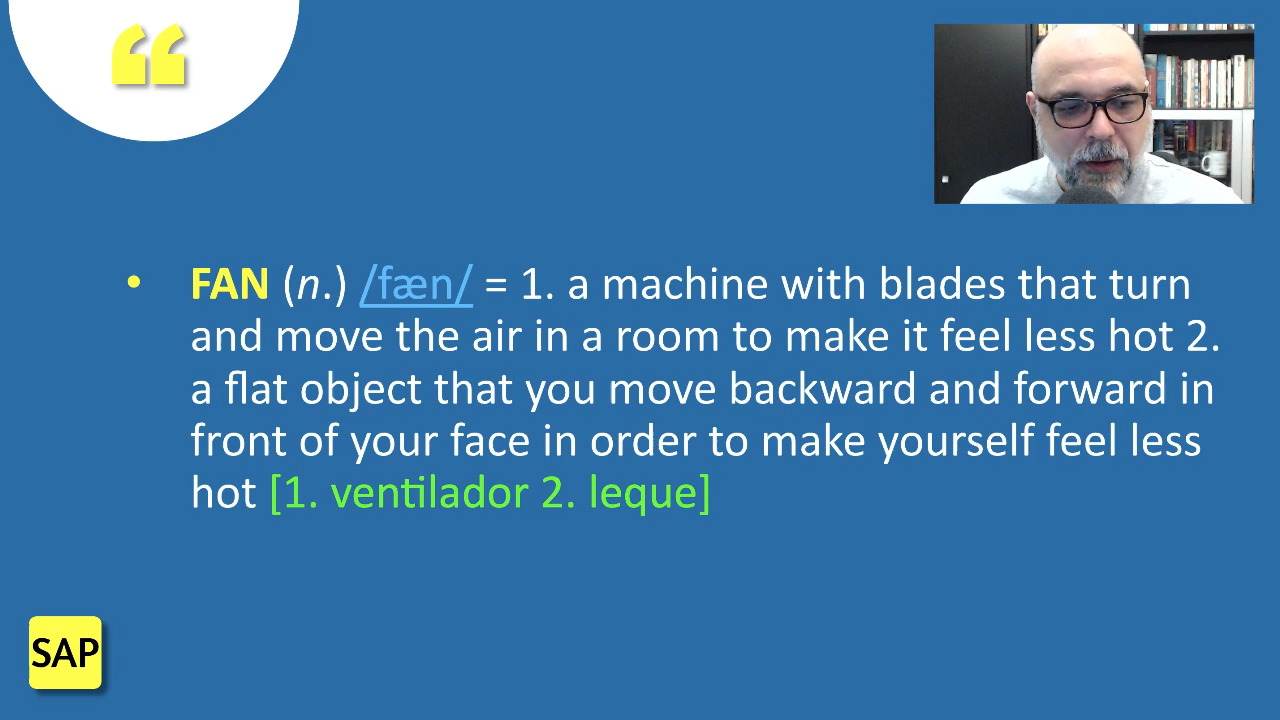 “
• FAN (n.) /fæn/ = 1. a machine with blades that turn
and move the air in a room to make it feel less hot 2.
a flat object that you move backward and forward in
front of your face in order to make yourself feel less
hot [1. ventilador 2. leque]
SAP